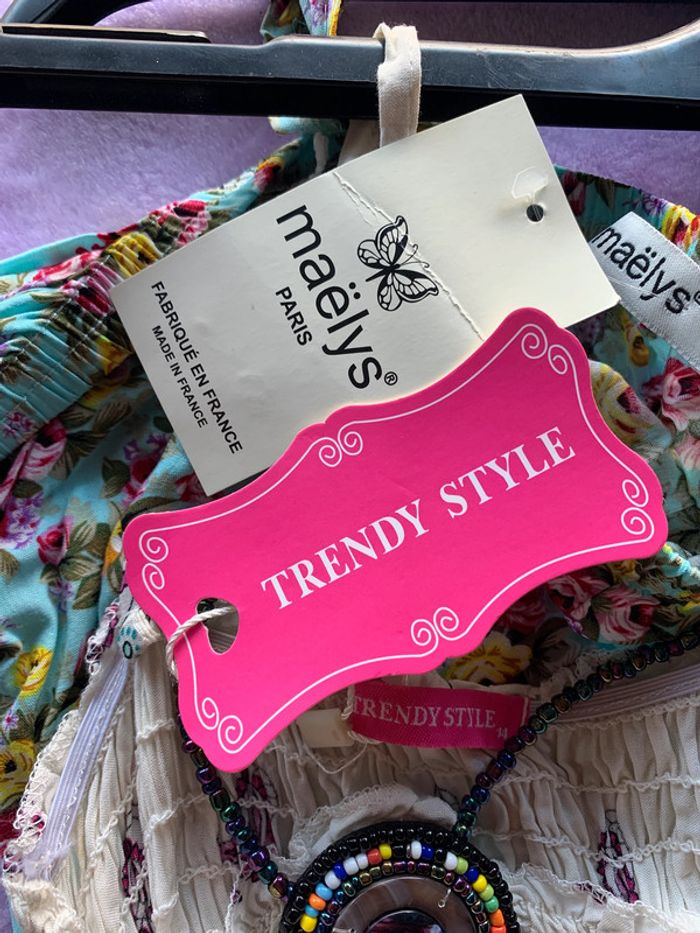 maëlys®
PARIS
FABRIQUÉ EN FRANCE
MADE IN FRANCE
maëlys®
TRENDY STYLE
TRENDY STYLE
14